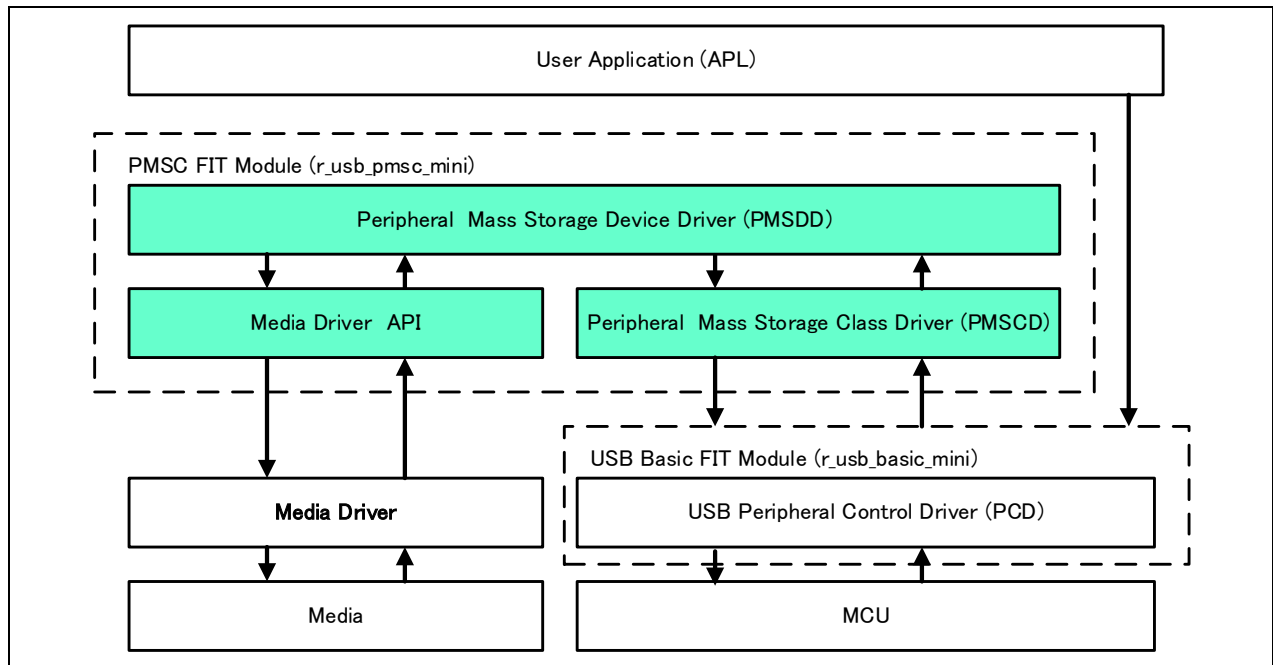 User Application (APL)
PMSC FIT Module (r_usb_pmsc_mini)
Peripheral Mass Storage Device Driver (PMSDD)
Media Driver API
Peripheral Mass Storage Class Driver (PMSCD)
USB Basic FIT Module (r_usb_basic_mini)
Media Driver
USB Peripheral Control Driver (PCD)
Media
MCU